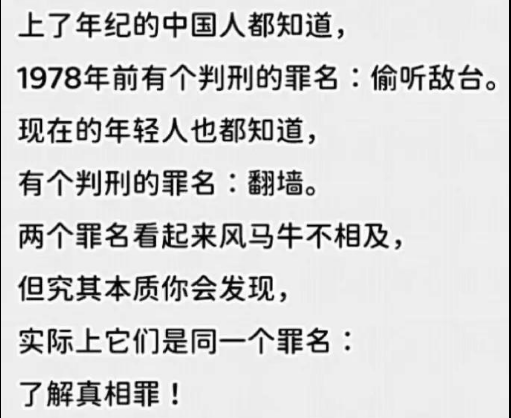 上了年纪的中国人都知道，
1978年前有个判刑的罪名：偷听敌台。
现在的年轻人也都知道，
有个判刑的罪名：翻墙。
两个罪名看起来风马牛不相及，
但究其本质你会发现，
实际上它们是同一个罪名：
了解真相罪！